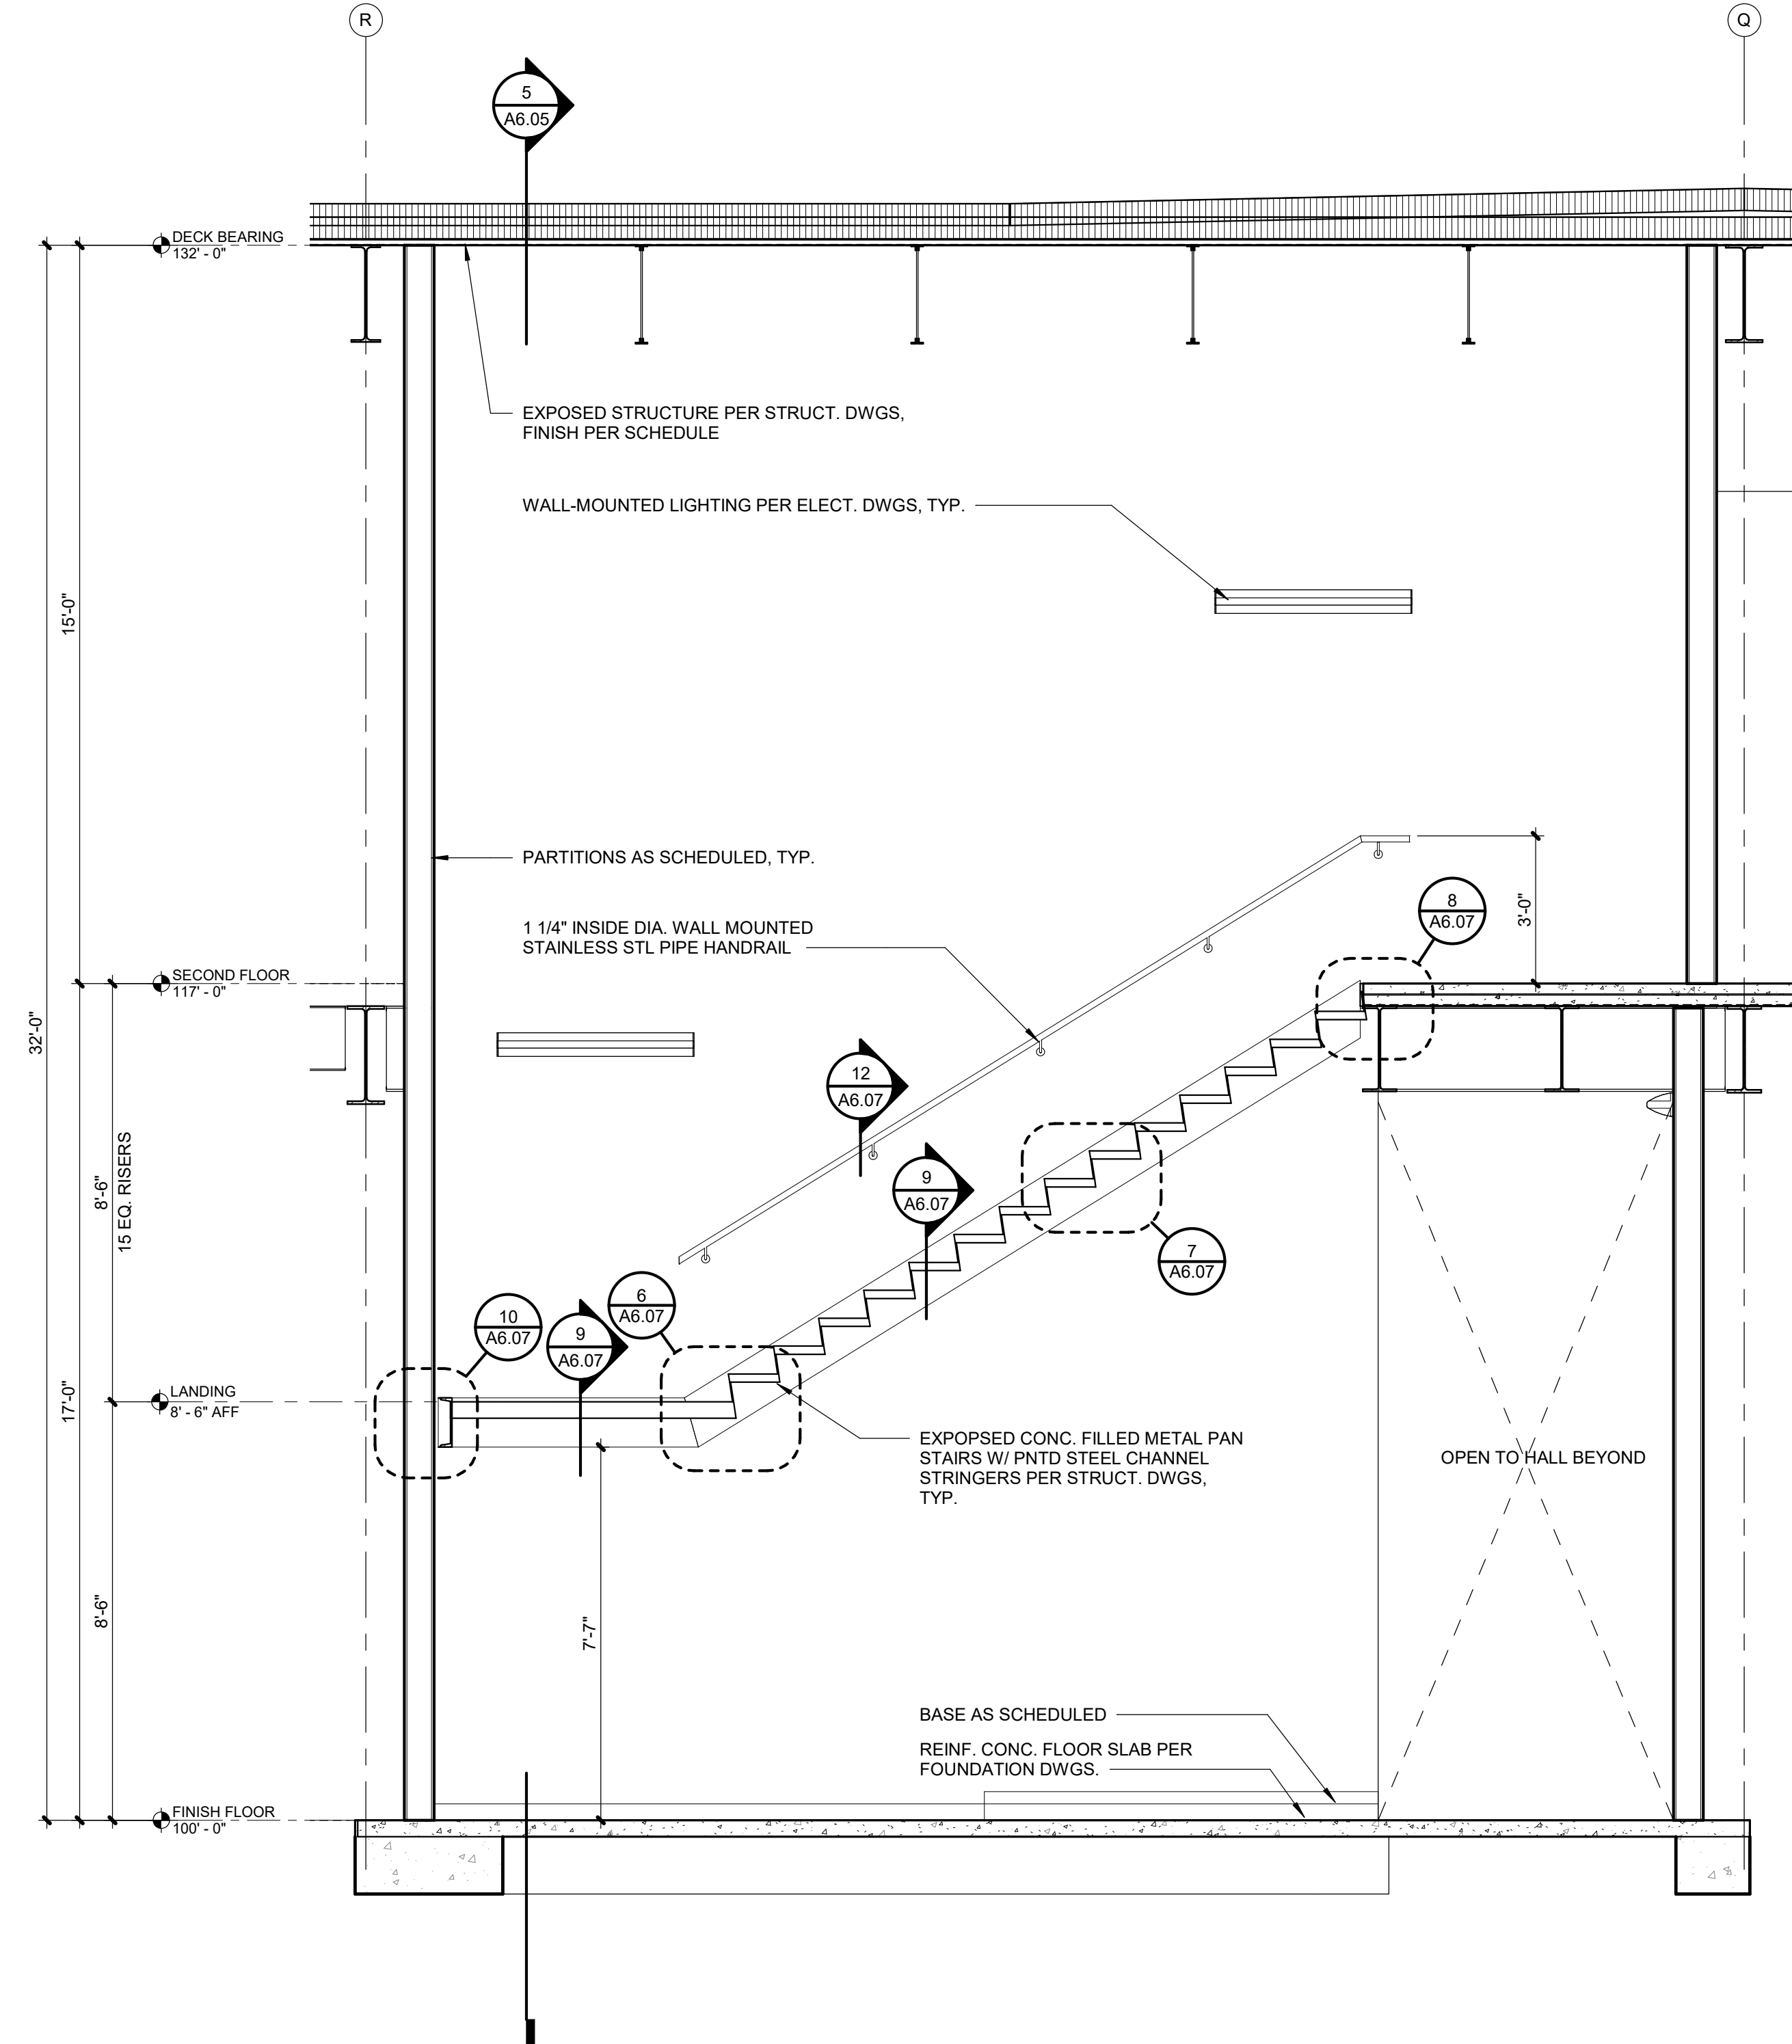 R
Q
5
A6.05
DECK BEARING
132' - 0"
EXPOSED STRUCTURE PER STRUCT. DWGS,
FINISH PER SCHEDULE
WALL-MOUNTED LIGHTING PER ELECT. DWGS, TYP.
15'-0"
PARTITIONS AS SCHEDULED, TYP.
1 1/4" INSIDE DIA. WALL MOUNTED
STAINLESS STL PIPE HANDRAIL
8
A6.07
3'-0"
SECOND FLOOR
117' - 0"
32'-0"
12
A6.07
8'-6"
15 EQ. RISERS
9
A6.07
7
A6.07
6
A6.07
10
A6.07
9
A6.07
LANDING
8' - 6" AFF
17'-0"
EXPOPSED CONC. FILLED METAL PAN
STAIRS W/ PNTD STEEL CHANNEL
STRINGERS PER STRUCT. DWGS,
TYP.
OPEN TO HALL BEYOND
8'-6"
7'-7"
BASE AS SCHEDULED
REINF. CONC. FLOOR SLAB PER
FOUNDATION DWGS.
FINISH FLOOR
100' - 0"